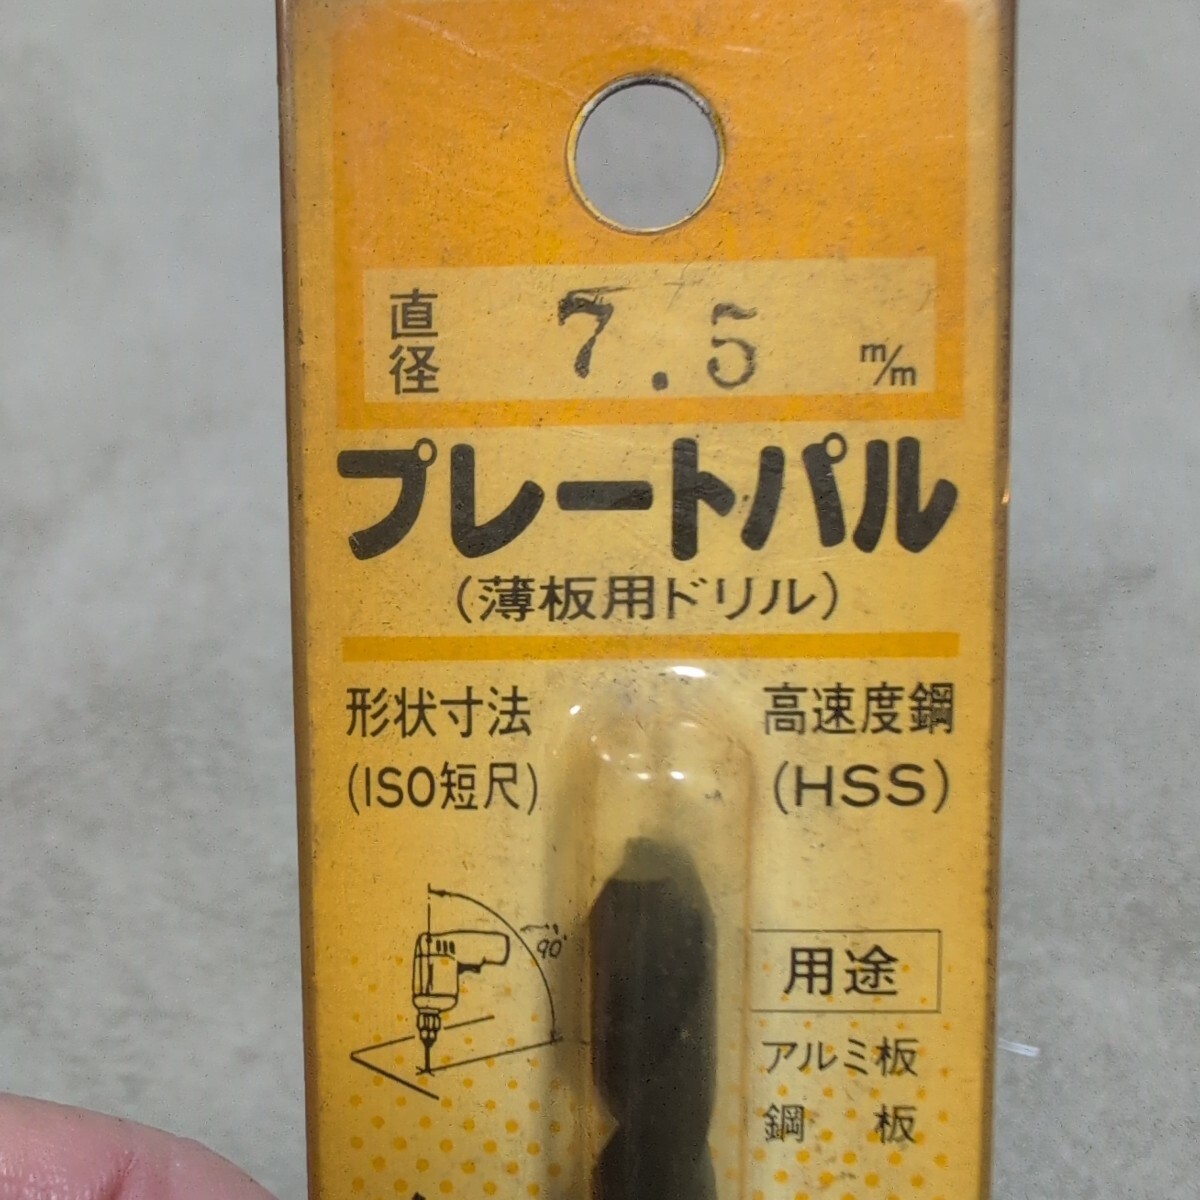 直径 7.5 m/m
プレートパル
(薄板用ドリル)
形状寸法
(ISO短尺)
高速度鋼
(HSS)
90°
用途
アルミ板
鋼板